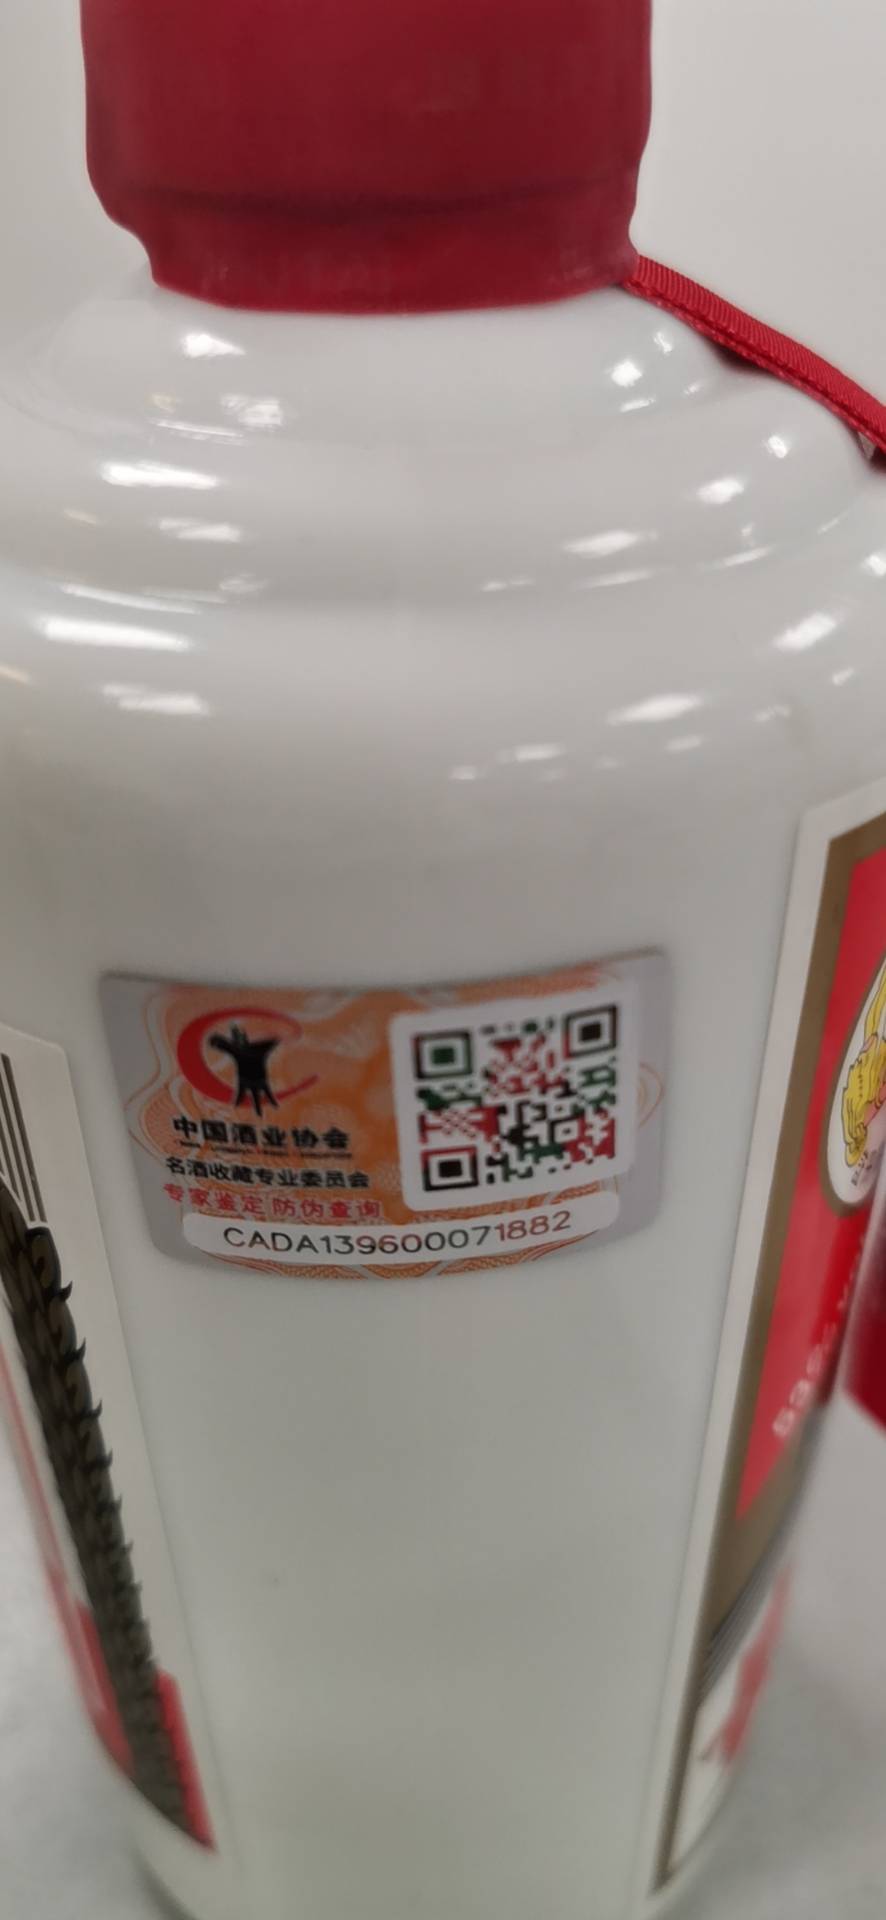 中国酒业协会
名酒收藏专业委员会
专家鉴定 防伪查询
CADA139600071882